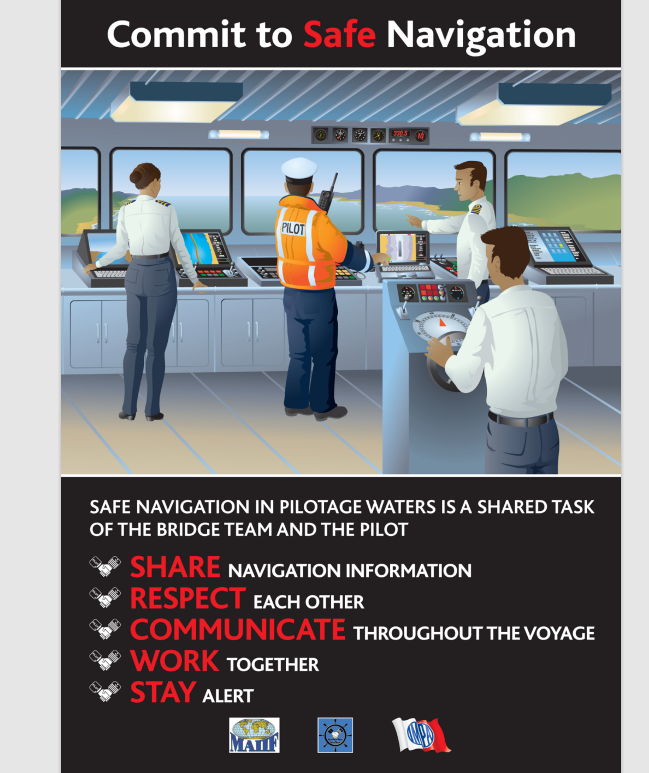 Commit to Safe Navigation
PILOT
SAFE NAVIGATION IN PILOTAGE WATERS IS A SHARED TASK
OF THE BRIDGE TEAM AND THE PILOT
SHARE NAVIGATION INFORMATION
RESPECT EACH OTHER
COMMUNICATE THROUGHOUT THE VOYAGE
WORK TOGETHER
STAY ALERT
MAIIF
IMPA